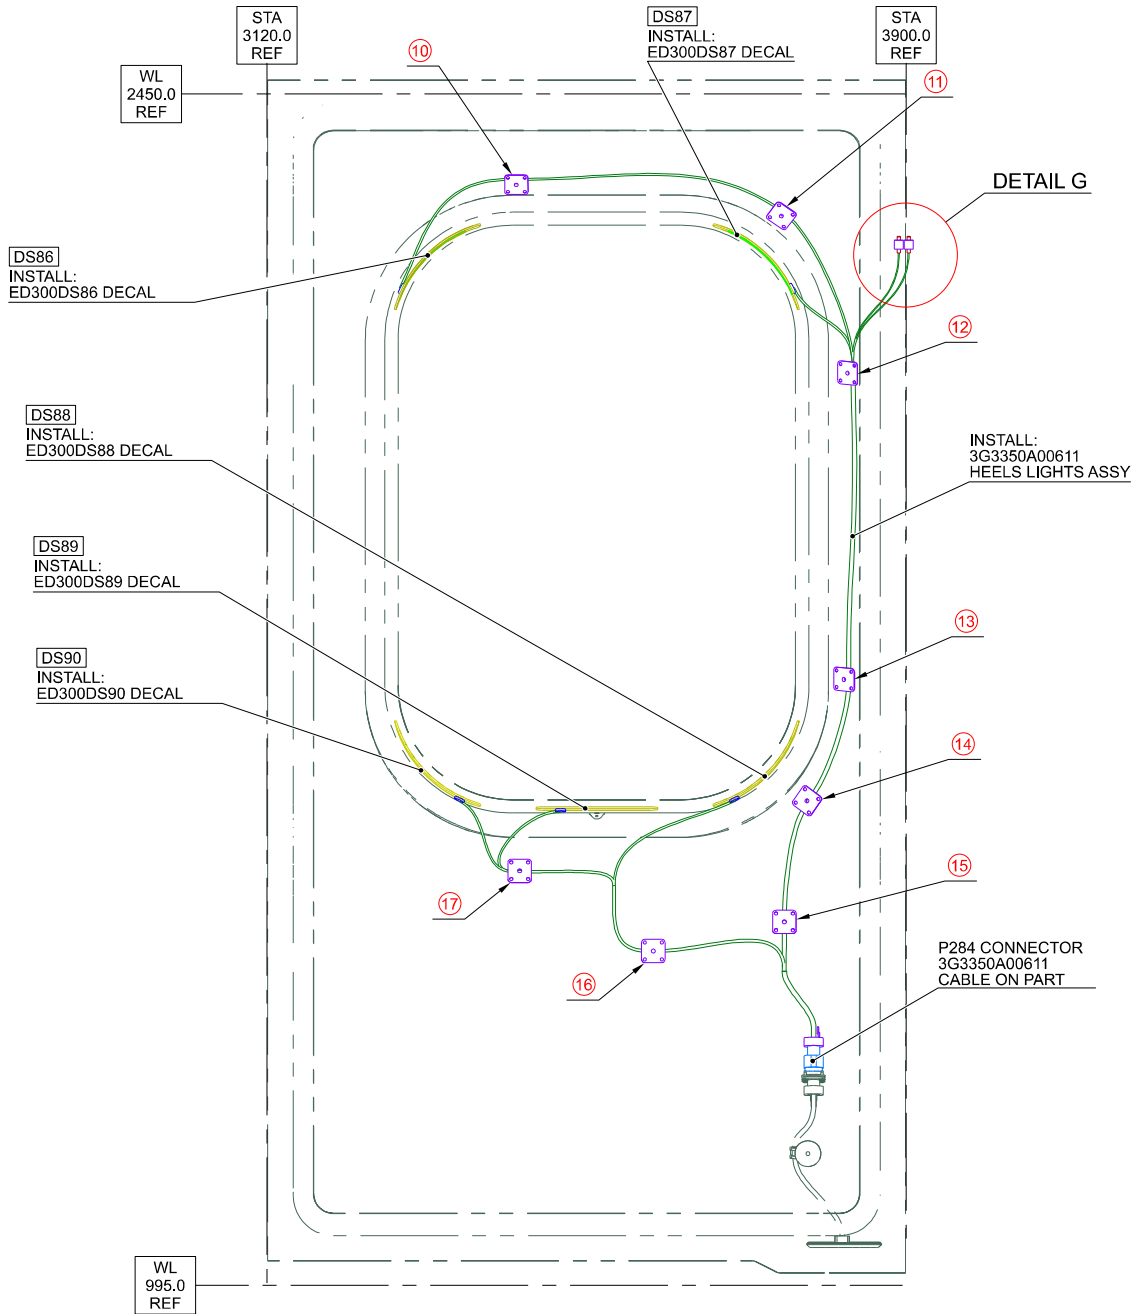 STA
3120.0
REF
DS87
INSTALL:
ED300DS87 DECAL
STA
3900.0
REF
10
WL
2450.0
REF
11
DETAIL G
DS86
INSTALL:
ED300DS86 DECAL
12
DS88
INSTALL:
ED300DS88 DECAL
INSTALL:
3G3350A00611
HEELS LIGHTS ASSY
DS89
INSTALL:
ED300DS89 DECAL
13
DS90
INSTALL:
ED300DS90 DECAL
14
15
17
P284 CONNECTOR
3G3350A00611
CABLE ON PART
16
WL
995.0
REF